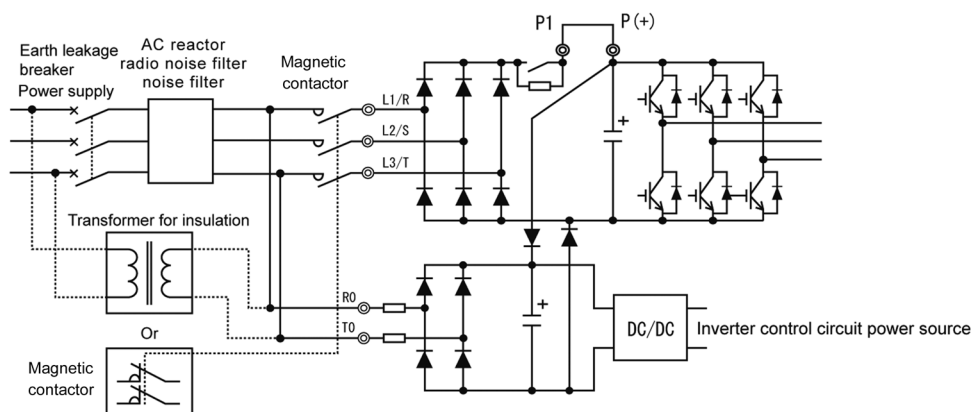 P1
P(+)
Earth leakage
breaker
Power supply
AC reactor
radio noise filter
noise filter
Magnetic
contactor
L1/R
L2/S
L3/T
+
Transformer for insulation
R0
T0
+
DC/DC
Inverter control circuit power source
Or
Magnetic
contactor